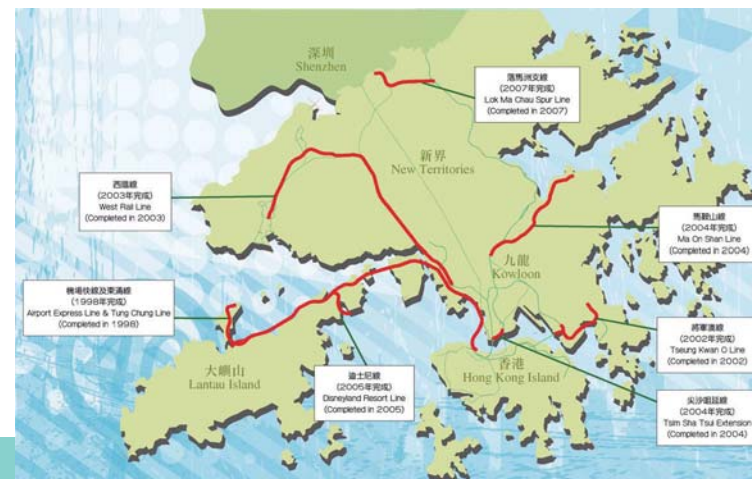 深圳
Shenzhen
落馬洲支線
(2007年完成)
Lok Ma Chau Spur Line
(Completed in 2007)
新界
New Territories
西鐵線
(2003年完成)
West Rail Line
(Completed in 2003)
馬鞍山線
(2004年完成)
Ma On Shan Line
(Completed in 2004)
九龍
Kowloon
機場快線及東涌線
(1998年完成)
Airport Express Line & Tung Chung Line
(Completed in 1998)
將軍澳線
(2002年完成)
Tseung Kwan O Line
(Completed in 2002)
大嶼山
Lantau Island
迪士尼線
(2005年完成)
Disneyland Resort Line
(Completed in 2005)
香港
Hong Kong Island
尖沙咀延線
(2004年完成)
Tsim Sha Tsui Extension
(Completed in 2004)